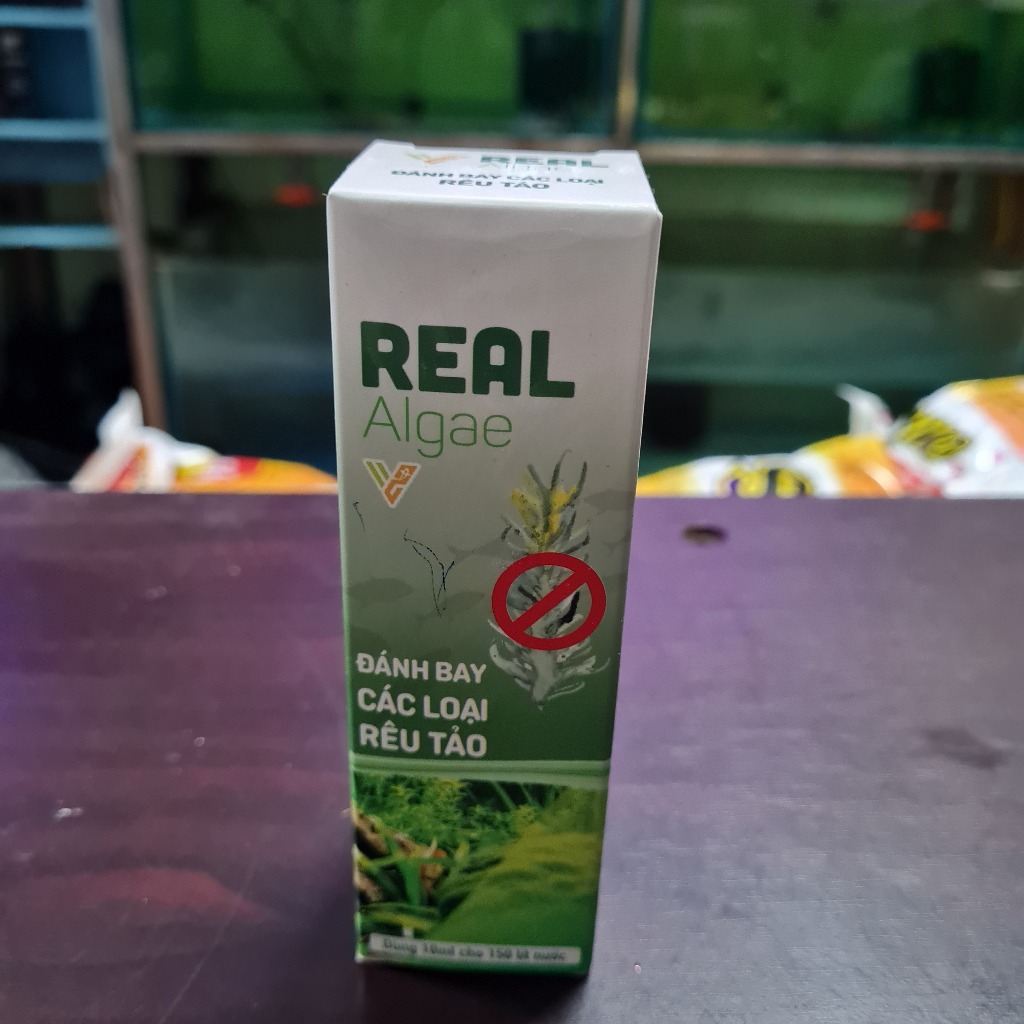 REAL
Algae
ĐÁNH BAY CÁC LOẠI
RÊU TẢO
REAL
Algae
ĐÁNH BAY
CÁC LOẠI
RÊU TẢO
Dùng 10ml cho 150 lít nước